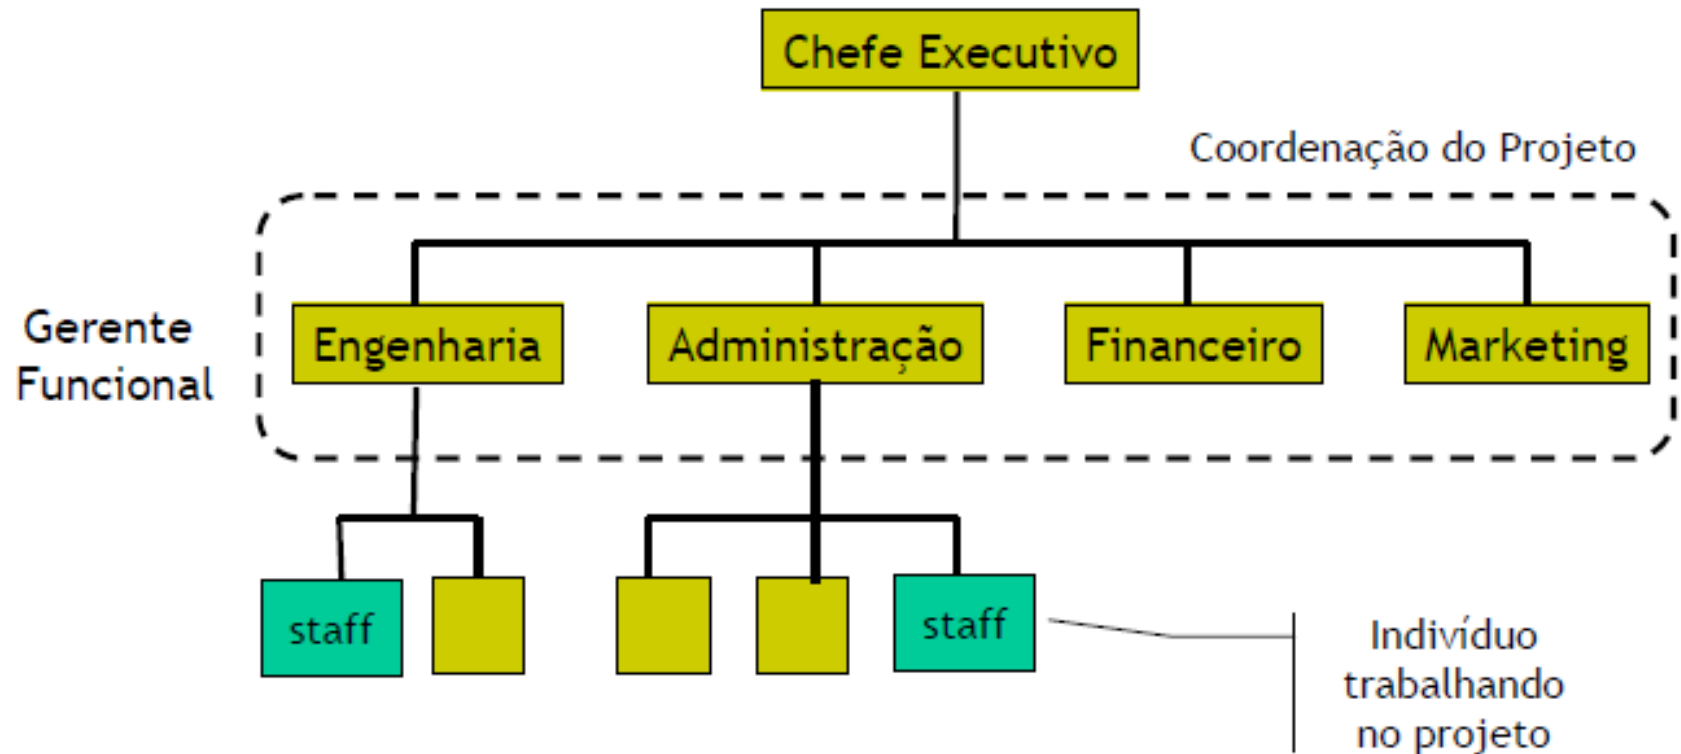 Chefe Executivo
Coordenação do Projeto
Gerente
Funcional
Engenharia
Administração
Financeiro
Marketing
staff
staff
Indivíduo
trabalhando
no projeto